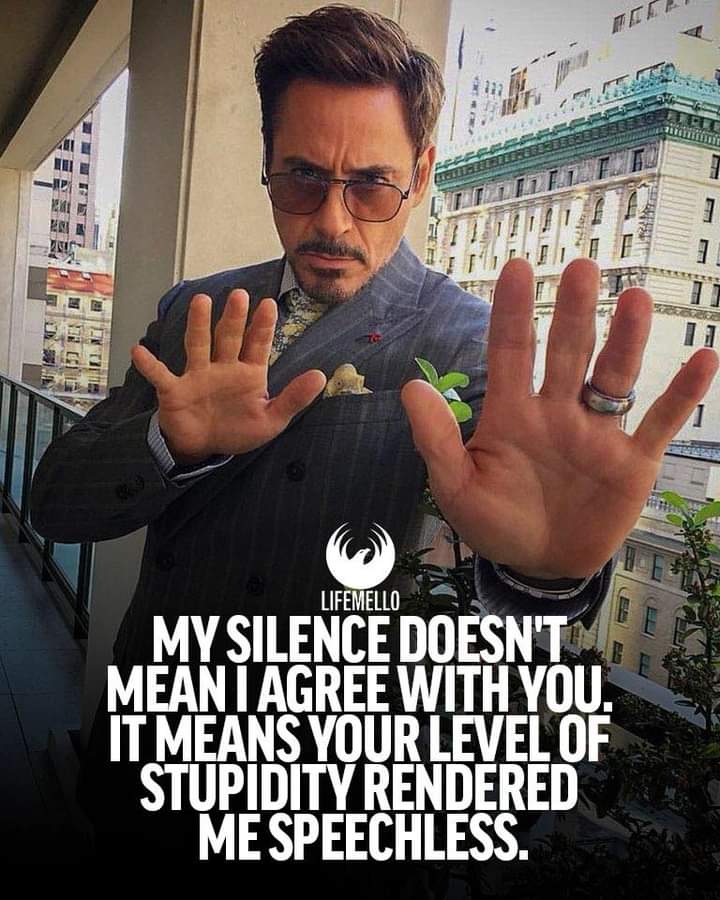 LIFEMELLO
MY SILENCE DOESN'T
MEAN I AGREE WITH YOU.
IT MEANS YOUR LEVEL OF
STUPIDITY RENDERED
ME SPEECHLESS.